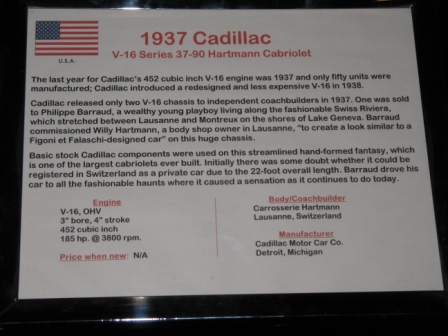 U.S.A.
1937 Cadillac
V-16 Series 37-90 Hartmann Cabriolet
The last year for Cadillac's 452 cubic inch V-16 engine was 1937 and only fifty units were
manufactured; Cadillac introduced a redesigned and less expensive V-16 in 1938.
Cadillac released only two V-16 chassis to independent coachbuilders in 1937. One was sold
to Philippe Barraud, a wealthy young playboy living along the fashionable Swiss Riviera,
which stretched between Lausanne and Montreux on the shores of Lake Geneva. Barraud
commissioned Willy Hartmann, a body shop owner in Lausanne, "to create a look similar to a
Figoni et Falaschi-designed car" on this huge chassis.
Basic stock Cadillac components were used on this streamlined hand-formed fantasy, which
is one of the largest cabriolets ever built. Initially there was some doubt whether it could be
registered in Switzerland as a private car due to the 22-foot overall length. Barraud drove his
car to all the fashionable haunts where it caused a sensation as it continues to do today.
Engine
V-16, OHV
3" bore, 4" stroke
452 cubic inch
185 hp. @ 3800 rpm.
Price when new: N/A
Body/Coachbuilder
Carrosserie Hartmann
Lausanne, Switzerland
Manufacturer
Cadillac Motor Car Co.
Detroit, Michigan